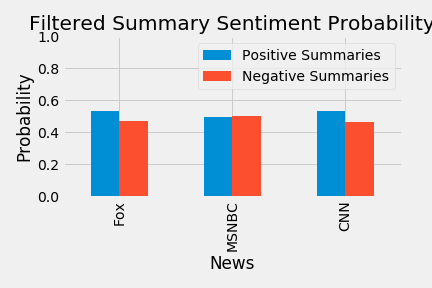 Filtered Summary Sentiment Probability
1.0
0.8
0.6
0.4
0.2
0.0
Probability
Positive Summaries
Negative Summaries
Fox
MSNBC
CNN
News